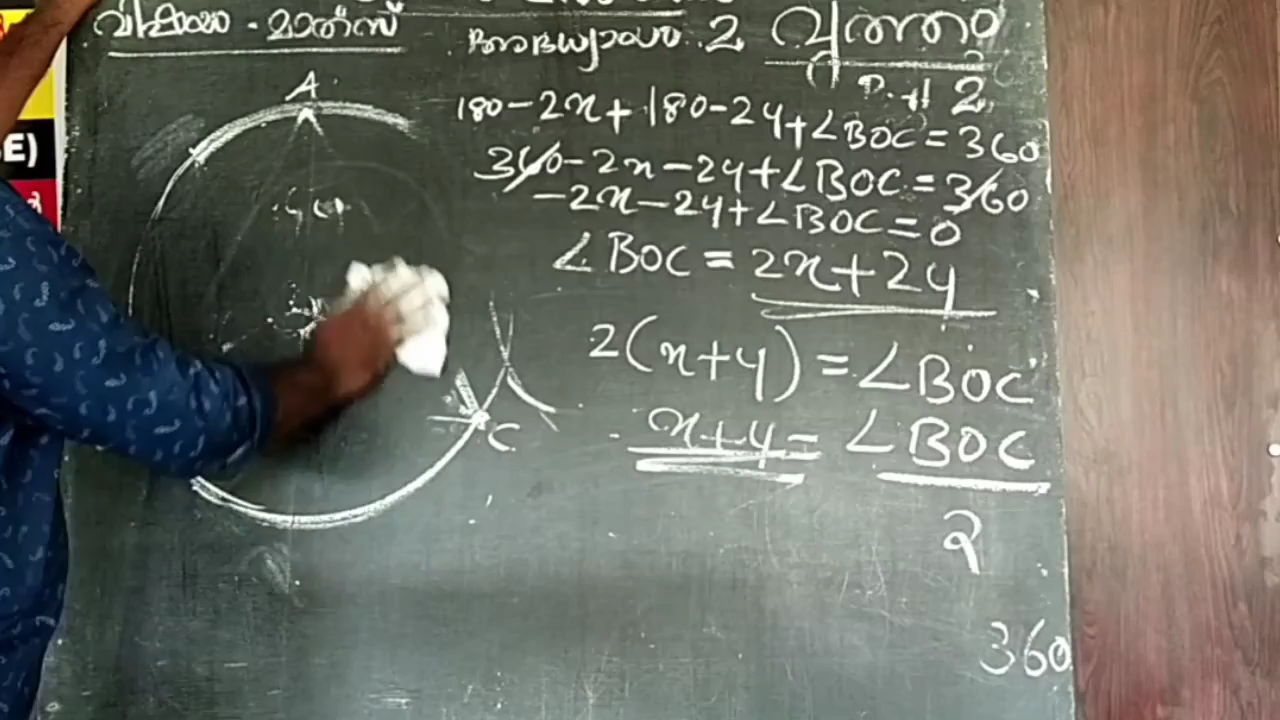 വിഷയം - മാത്സ്
അദ്ധ്യായം 2 വൃത്തം
2
A
180-2x+180-2y+∠BOC=360
360-2x-2y+∠BOC=360
-2x-2y+∠BOC=0
∠BOC=2x+2y
2(x+y)=∠BOC
x+y=∠BOC
2
C
360
E)